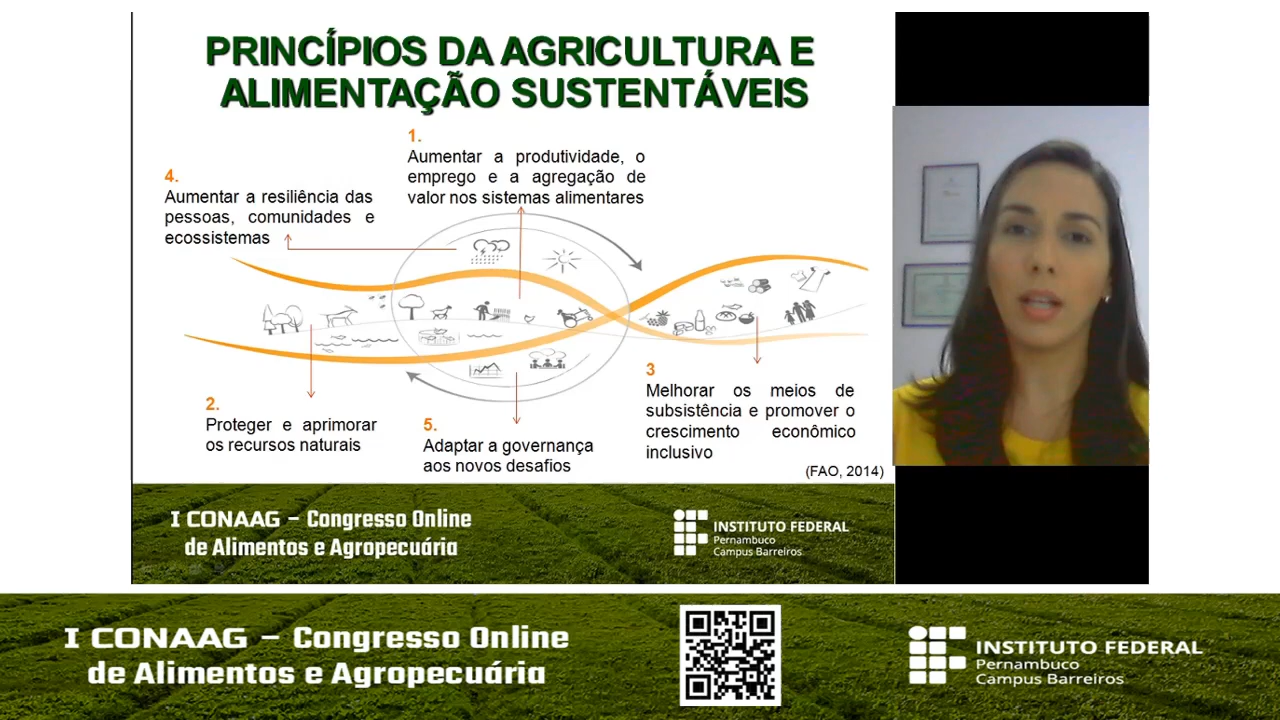 PRINCÍPIOS DA AGRICULTURA E
ALIMENTAÇÃO SUSTENTÁVEIS
1.
Aumentar a produtividade, o
emprego e a agregação de
valor nos sistemas alimentares
4.
Aumentar a resiliência das
pessoas, comunidades e
ecossistemas
2.
Proteger e aprimorar
os recursos naturais
5.
Adaptar a governança
aos novos desafios
3
Melhorar os meios de
subsistência e promover o
crescimento econômico
inclusivo
(FAO, 2014)
I CONAAG – Congresso Online
de Alimentos e Agropecuária
INSTITUTO FEDERAL
Pernambuco
Campus Barreiros
I CONAAG – Congresso Online
de Alimentos e Agropecuária
INSTITUTO FEDERAL
Pernambuco
Campus Barreiros